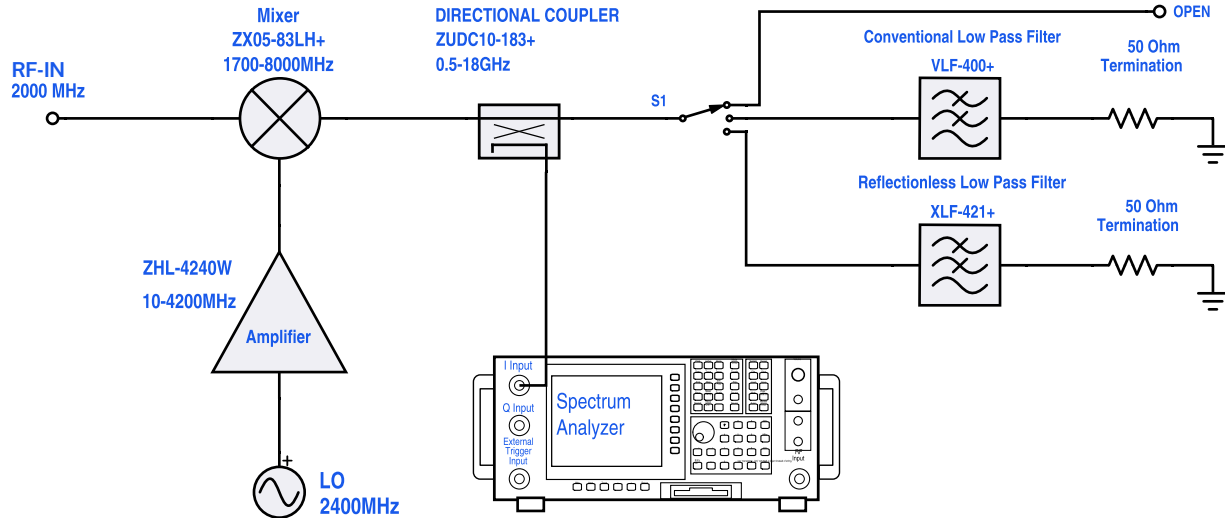 Mixer
ZX05-83LH+
1700-8000MHz
DIRECTIONAL COUPLER
ZUDC10-183+
0.5-18GHz
OPEN
Conventional Low Pass Filter
VLF-400+
50 Ohm
Termination
RF-IN
2000 MHz
S1
Reflectionless Low Pass Filter
XLF-421+
50 Ohm
Termination
ZHL-4240W
10-4200MHz
Amplifier
I Input
Q Input
External
Trigger
Input
Spectrum
Analyzer
RF
Input
+
LO
2400MHz